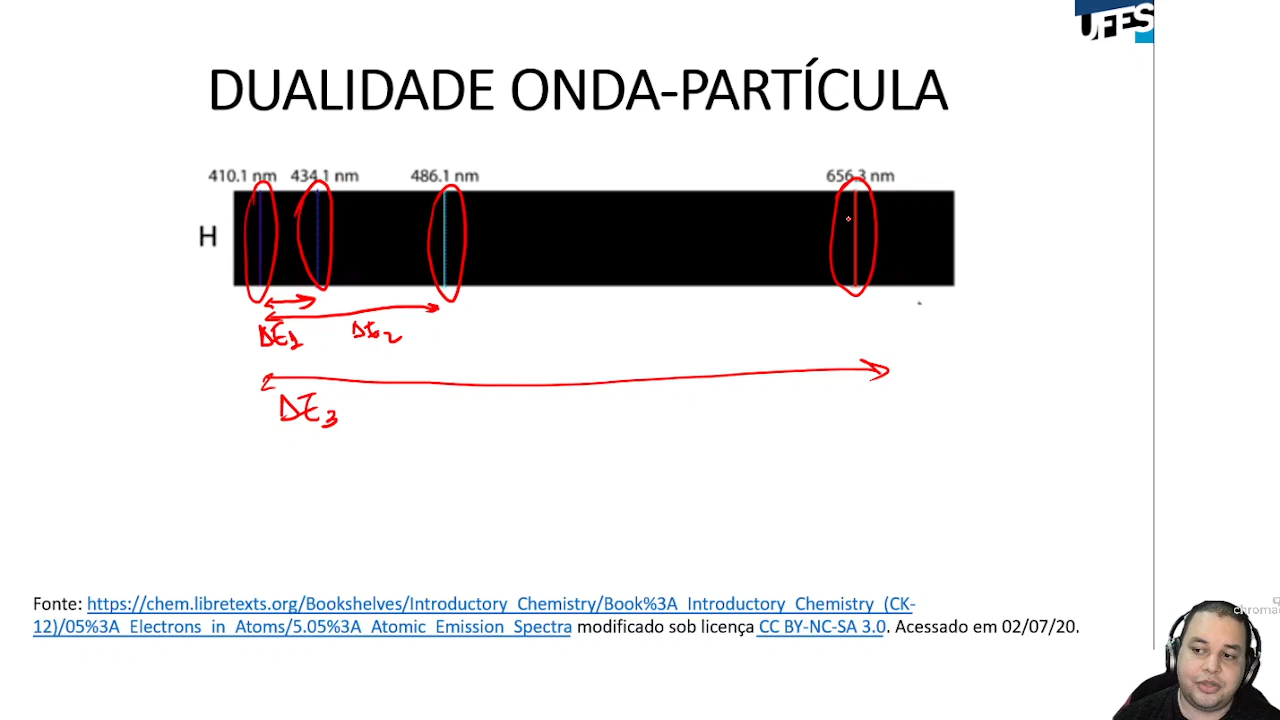 UFES
DUALIDADE ONDA-PARTÍCULA
410.1 nm 434.1 nm 486.1 nm 656.3 nm
H
ΔE1 ΔE2
ΔE3
Fonte: https://chem.libretexts.org/Bookshelves/Introductory_Chemistry/Book%3A_Introductory_Chemistry_(CK-
12)/05%3A_Electrons_in_Atoms/5.05%3A_Atomic_Emission_Spectra modificado sob licença CC BY-NC-SA 3.0. Acessado em 02/07/20.